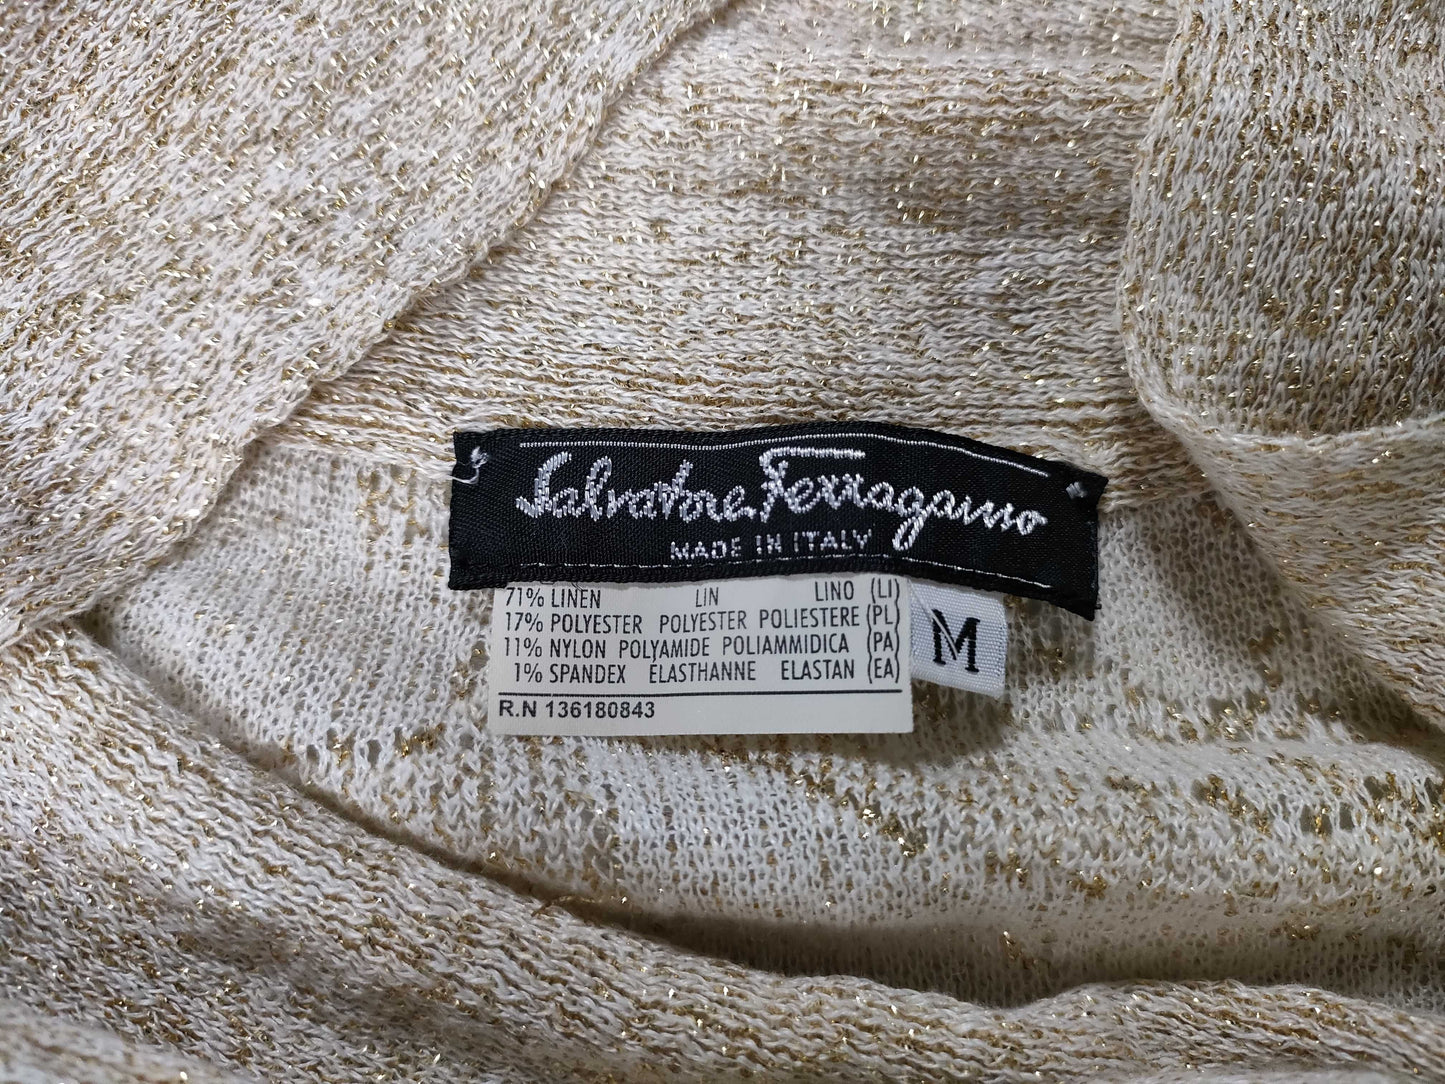 Salvatore Ferragamo
MADE IN ITALY
71% LINEN LIN LINO (LI)
17% POLYESTER POLYESTER POLIESTERE (PL)
11% NYLON POLYAMIDE POLIAMMIDICA (PA)
1% SPANDEX ÉLASTHANNE ELASTAN (EA)
M
R.N 136180843